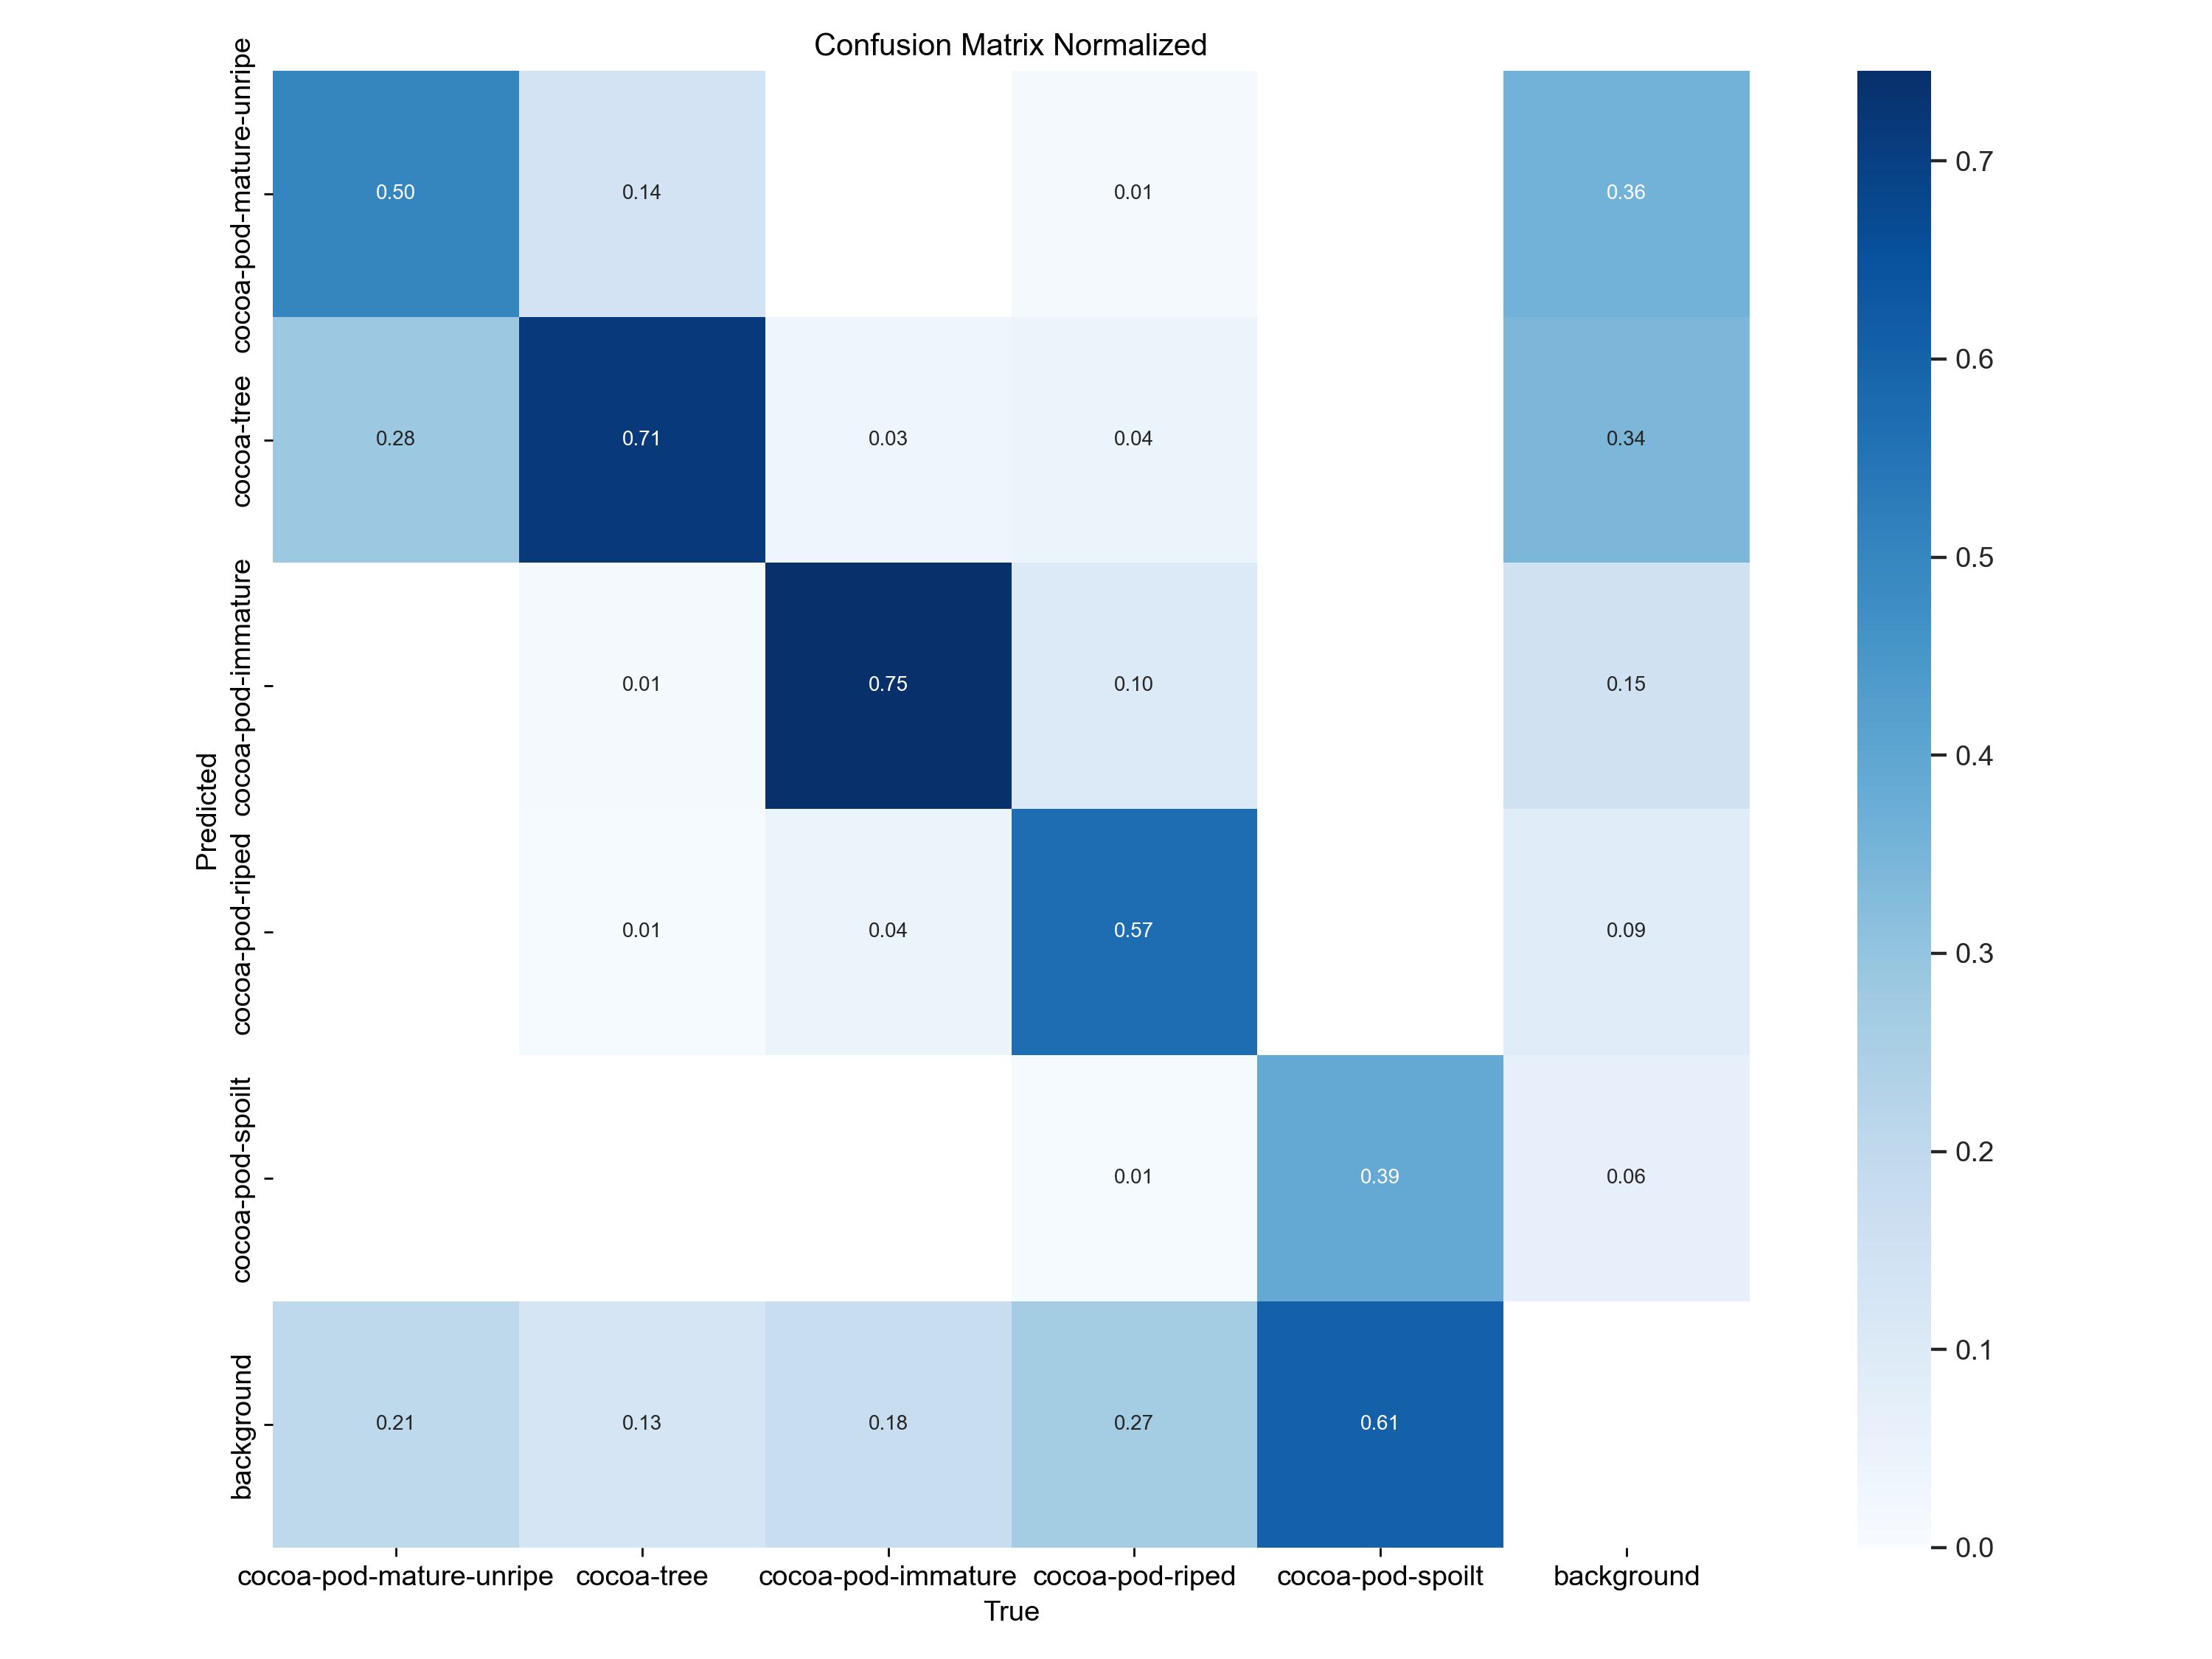 Confusion Matrix Normalized
cocoa-pod-mature-unripe
0.50 0.14 0.01 0.36
cocoa-tree
0.28 0.71 0.03 0.04 0.34
cocoa-pod-immature
0.01 0.75 0.10 0.15
cocoa-pod-riped
0.01 0.04 0.57 0.09
cocoa-pod-spoilt
0.01 0.39 0.06
background
0.21 0.13 0.18 0.27 0.61
Predicted
cocoa-pod-mature-unripe cocoa-tree cocoa-pod-immature cocoa-pod-riped cocoa-pod-spoilt background
True
0.7
0.6
0.5
0.4
0.3
0.2
0.1
0.0